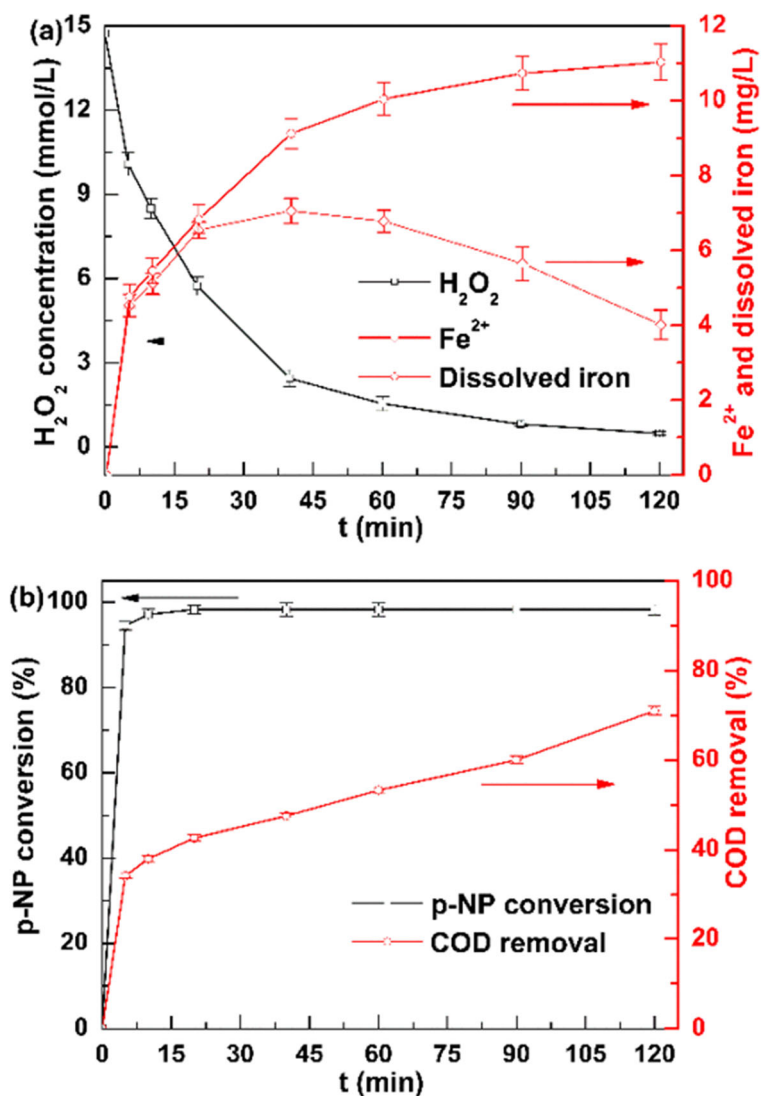 (a)
15
12
9
6
3
0
H₂O₂ concentration (mmol/L)
12
10
8
6
4
2
0
Fe²⁺ and dissolved iron (mg/L)
H₂O₂
Fe²⁺
Dissolved iron
0 15 30 45 60 75 90 105 120
t (min)
(b)
100
80
60
40
20
0
p-NP conversion (%)
100
80
60
40
20
0
COD removal (%)
p-NP conversion
COD removal
0 15 30 45 60 75 90 105 120
t (min)